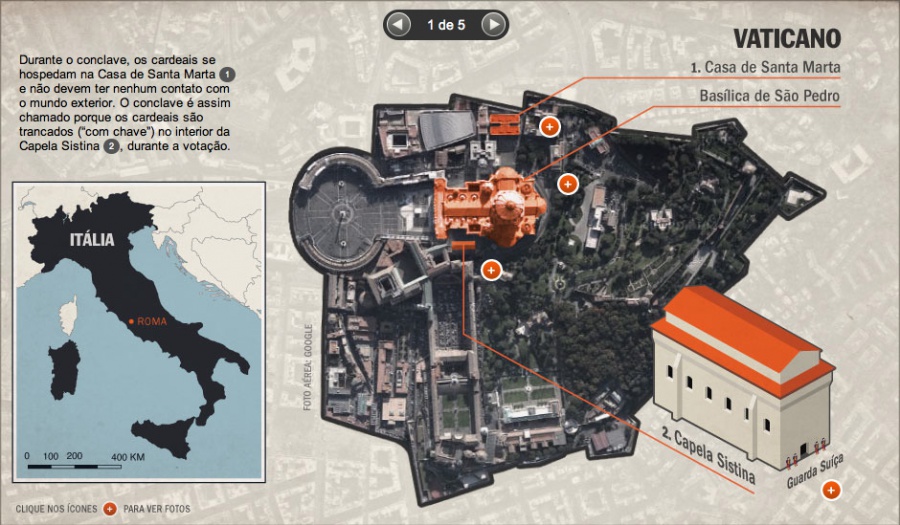 1 de 5
VATICANO
Durante o conclave, os cardeais se
hospedam na Casa de Santa Marta 1
e não devem ter nenhum contato com
o mundo exterior. O conclave é assim
chamado porque os cardeais são
trancados (“com chave”) no interior da
Capela Sistina 2, durante a votação.
1. Casa de Santa Marta
Basílica de São Pedro
ITÁLIA
ROMA
0 100 200 400 KM
FOTO AÉREA: GOOGLE
2. Capela Sistina
Guarda Suíça
CLIQUE NOS ÍCONES + PARA VER FOTOS